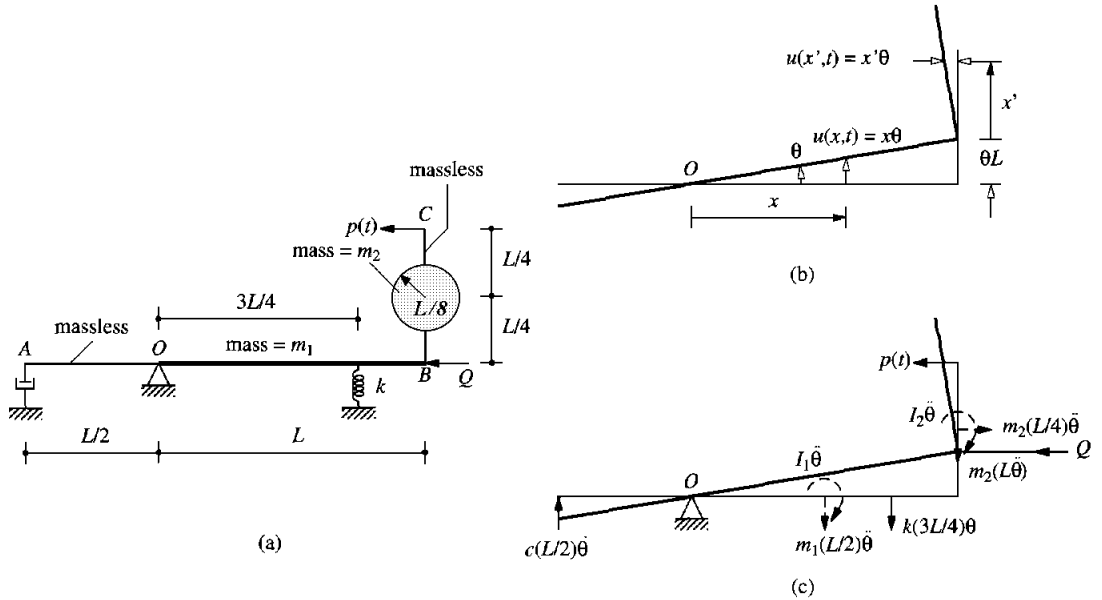 massless
C
p(t)
mass = m₂
L/4
L/8
3L/4
L/4
massless
A
O
mass = m₁
B
Q
k
L/2
L
(a)
u(x',t) = x'θ
x'
u(x,t) = xθ
θ
O
θL
x
(b)
p(t)
I₂θ̈
m₂(L/4)θ̈
Q
I₁θ̈
m₂(Lθ̈)
O
k(3L/4)θ
c(L/2)θ̇
m₁(L/2)θ̈
(c)